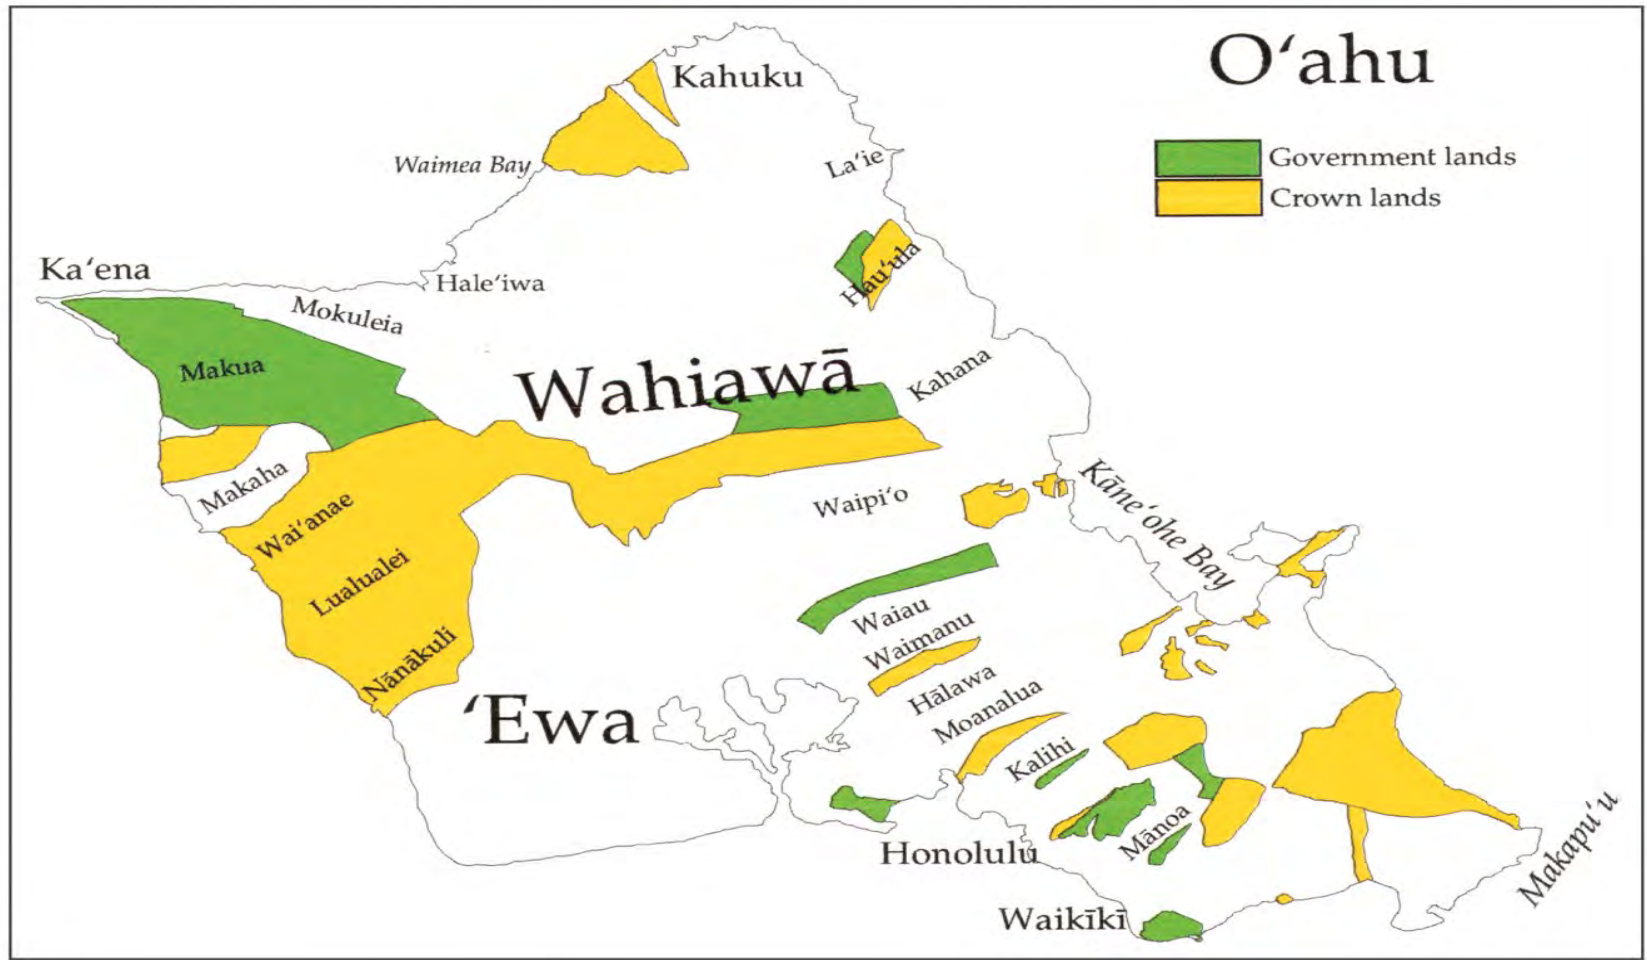 O‘ahu
Kahuku
Government lands
Waimea Bay
La‘ie
Crown lands
Hau‘ula
Ka‘ena
Hale‘iwa
Mokuleia
Makua
Wahiawā
Kahana
Makaha
Wai‘anae
Waipi‘o
Kāne‘ohe Bay
Lualualei
Waiau
Waimanu
Nānākuli
Hālawa
‘Ewa
Moanalua
Kalihi
Mānoa
Honolulu
Makapú‘u
Waikīkī